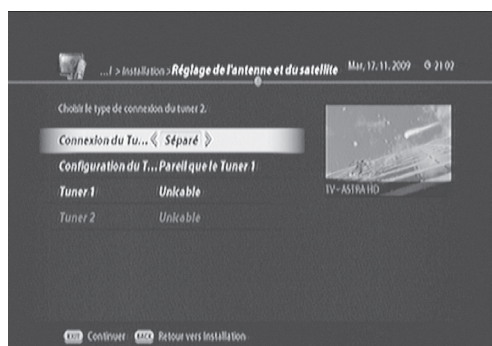 .../ > Installation > Réglage de l'antenne et du satellite Mar, 17. 11. 2009 21 02
Choisir le type de connexion du tuner 2.
Connexion du Tu... Séparé
Configuration du T... Pareil que le Tuner 1
Tuner 1 Unicable
Tuner 2 Unicable
TV - ASTRA HD
EXIT Continuer BACK Retour vers Installation